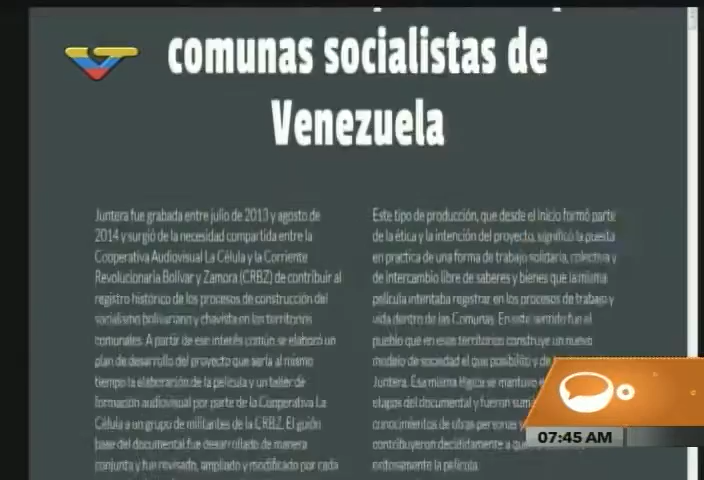 comunas socialistas de
Venezuela
Juntera fue grabada entre julio de 2013 y agosto de
2014 y surgió de la necesidad compartida entre la
Cooperativa Audiovisual La Célula y la Corriente
Revolucionaria Bolívar y Zamora (CRBZ) de contribuir al
registro histórico de los procesos de construcción del
socialismo bolivariano y chavista en los territorios
comunales. A partir de ese interés común se elaboró un
plan de desarrollo del proyecto que sería al mismo
tiempo la elaboración de la película y un taller de
formación audiovisual por parte de la Cooperativa La
Célula a un grupo de militantes de la CRBZ. El guión
base del documental fue desarrollado de manera
conjunta y fue revisado, ampliado y modificado por cada
Este tipo de producción, que desde el inicio formó parte
de la ética y la intención del proyecto, significó la puesta
en practica de una forma de trabajo solidaria, colectiva y
de intercambio libre de saberes y bienes que la misma
película intentaba registrar en los procesos de trabajo y
vida dentro de las Comunas. En este sentido fue el
pueblo que en esos territorios construye un nuevo
modelo de sociedad el que posibilitó y de
Juntera. Esa misma lógica se mantuvo e
etapas del documental y fueron sum
conocimientos de otras personas y
contribuyeron decididamente a que
exitosamente la película.
07:45 AM